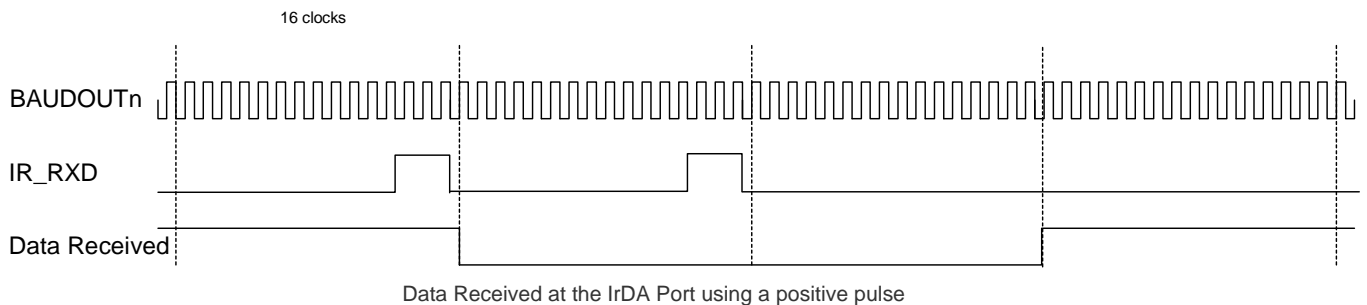 16 clocks
BAUDOUTn
IR_RXD
Data Received
Data Received at the IrDA Port using a positive pulse